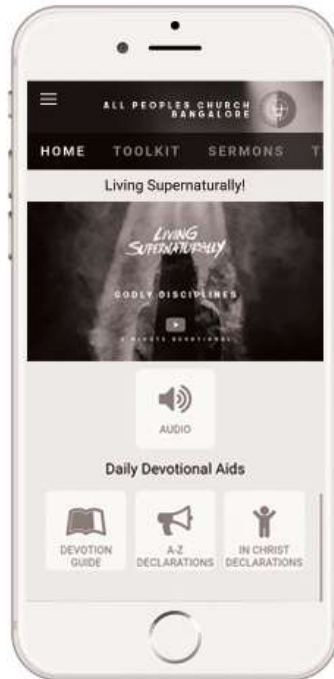 ALL PEOPLES CHURCH
BANGALORE
HOME TOOLKIT SERMONS T
Living Supernaturally!
LIVING
SUPERNATURALLY
GODLY DISCIPLINES
AUDIO
Daily Devotional Aids
DEVOTION
GUIDE
A-Z
DECLARATIONS
IN CHRIST
DECLARATIONS